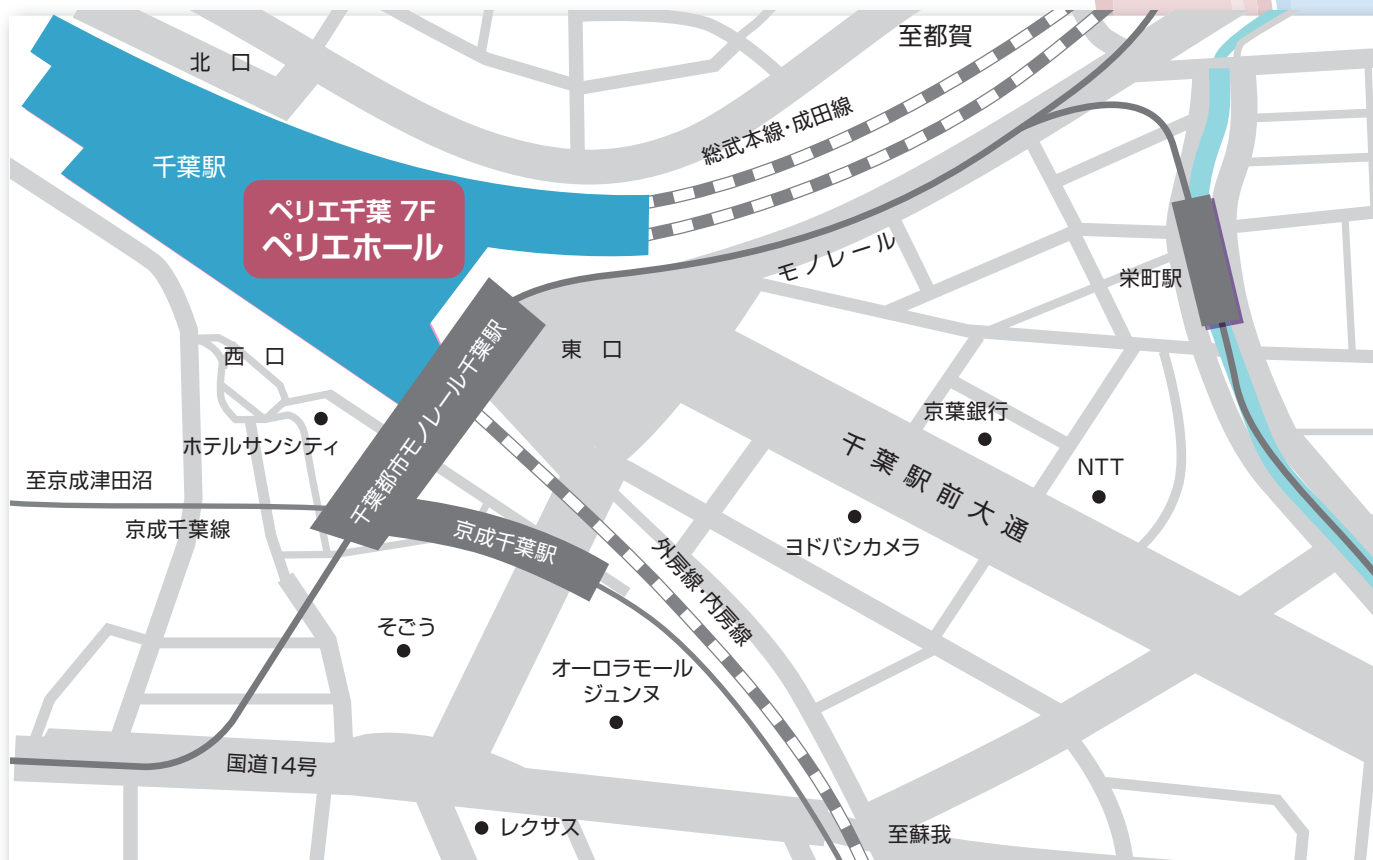 至都賀
北 口
総武本線・成田線
千葉駅
ペリエ千葉 7F
ペリエホール
モノレール
栄町駅
千葉都市モノレール千葉駅
東 口
西 口
ホテルサンシティ
京葉銀行
千葉駅前大通
NTT
至京成津田沼
京成千葉線
京成千葉駅
ヨドバシカメラ
外房線・内房線
そごう
オーロラモール
ジュンヌ
国道14号
レクサス
至蘇我